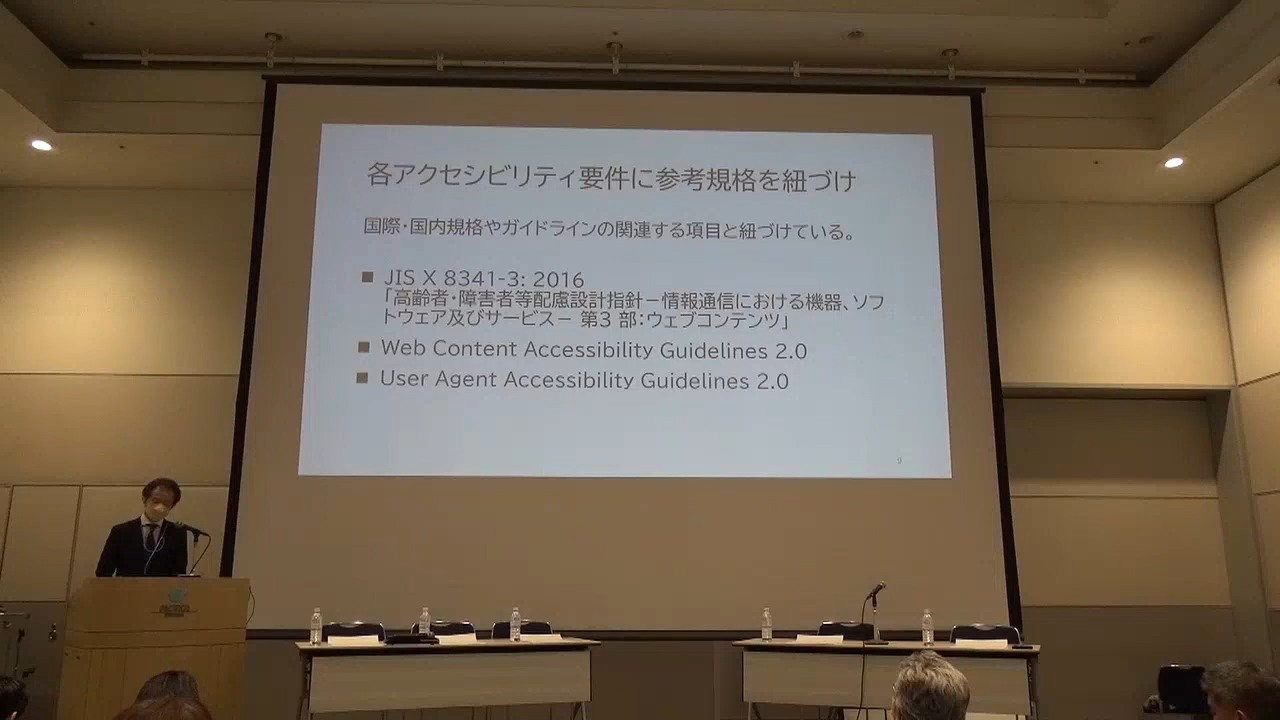 各アクセシビリティ要件に参考規格を紐づけ
国際・国内規格やガイドラインの関連する項目と紐づけている。
■ JIS X 8341-3: 2016
「高齢者・障害者等配慮設計指針－情報通信における機器、ソフ
トウェア及びサービス－ 第3 部：ウェブコンテンツ」
■ Web Content Accessibility Guidelines 2.0
■ User Agent Accessibility Guidelines 2.0
9